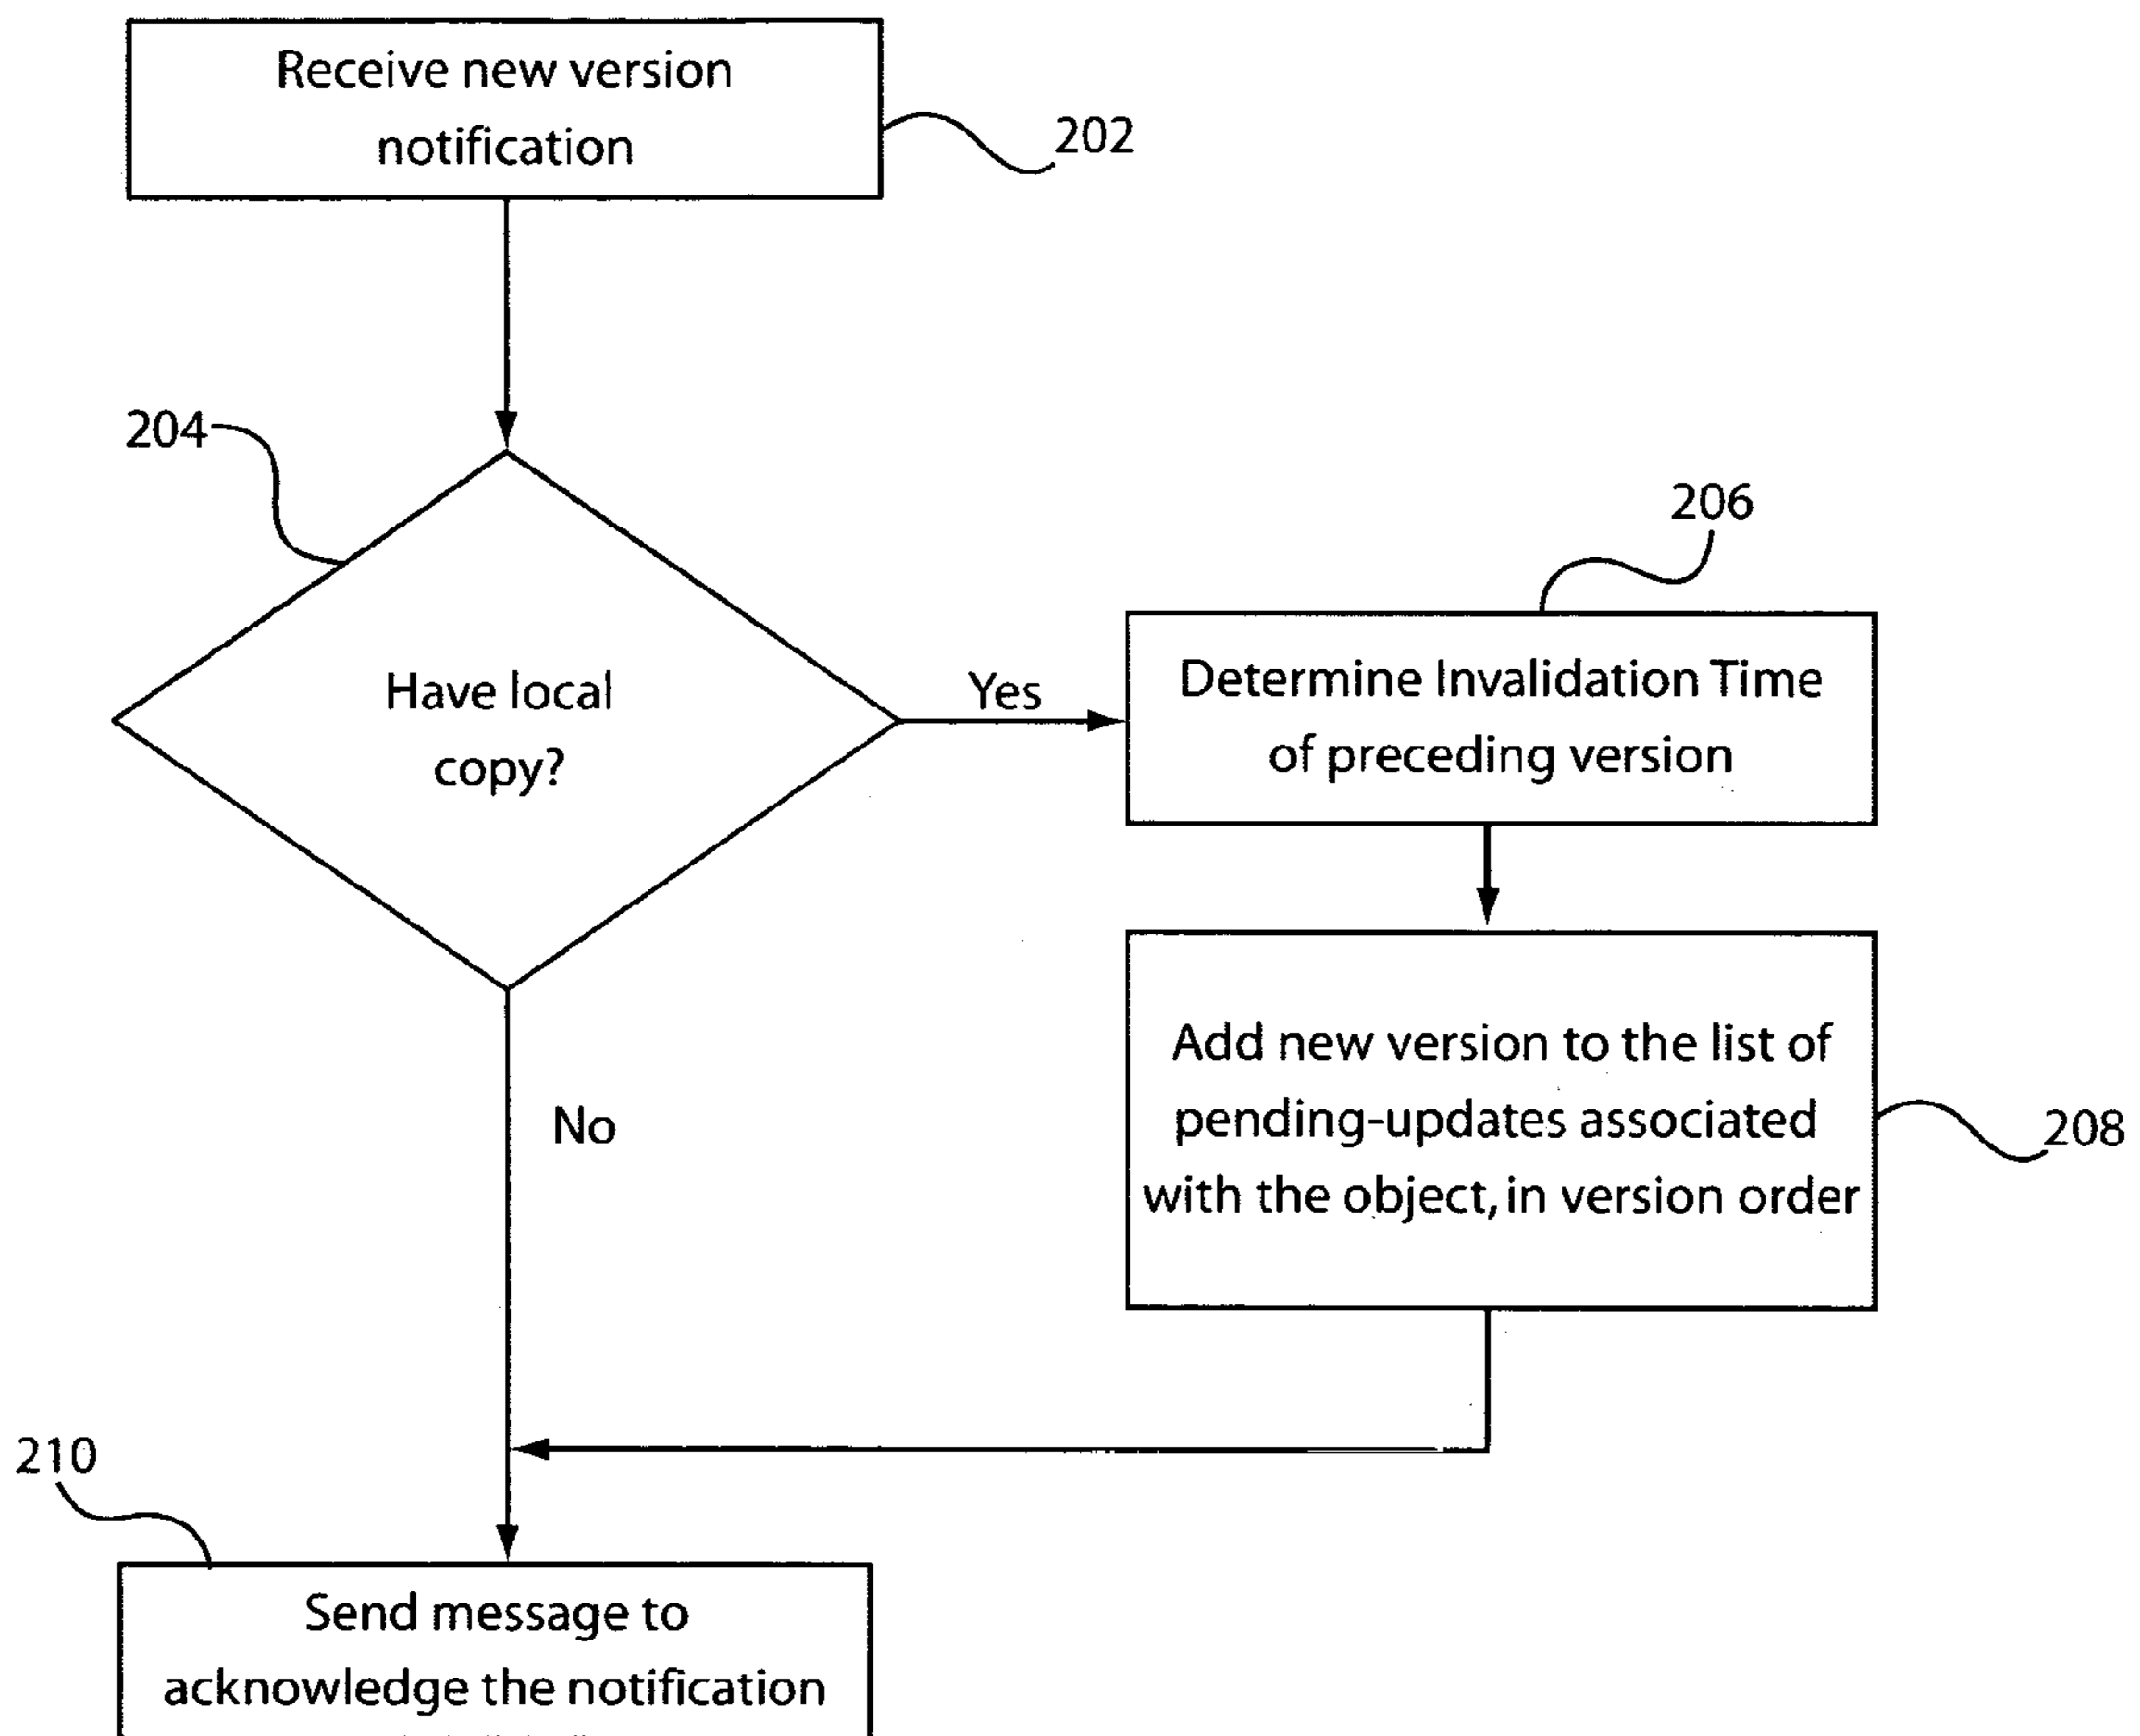 Receive new version
notification
202
204
Have local
copy?
Yes
206
Determine Invalidation Time
of preceding version
No
Add new version to the list of
pending-updates associated
with the object, in version order
208
210
Send message to
acknowledge the notification